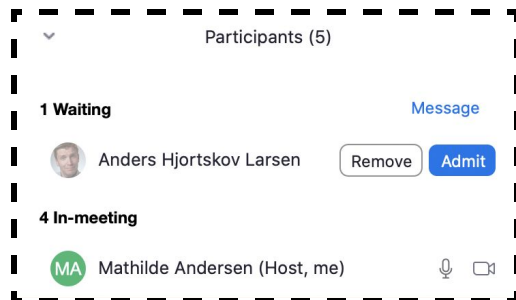 Participants (5)
1 Waiting
Message
Anders Hjortskov Larsen
Remove
Admit
4 In-meeting
MA
Mathilde Andersen (Host, me)